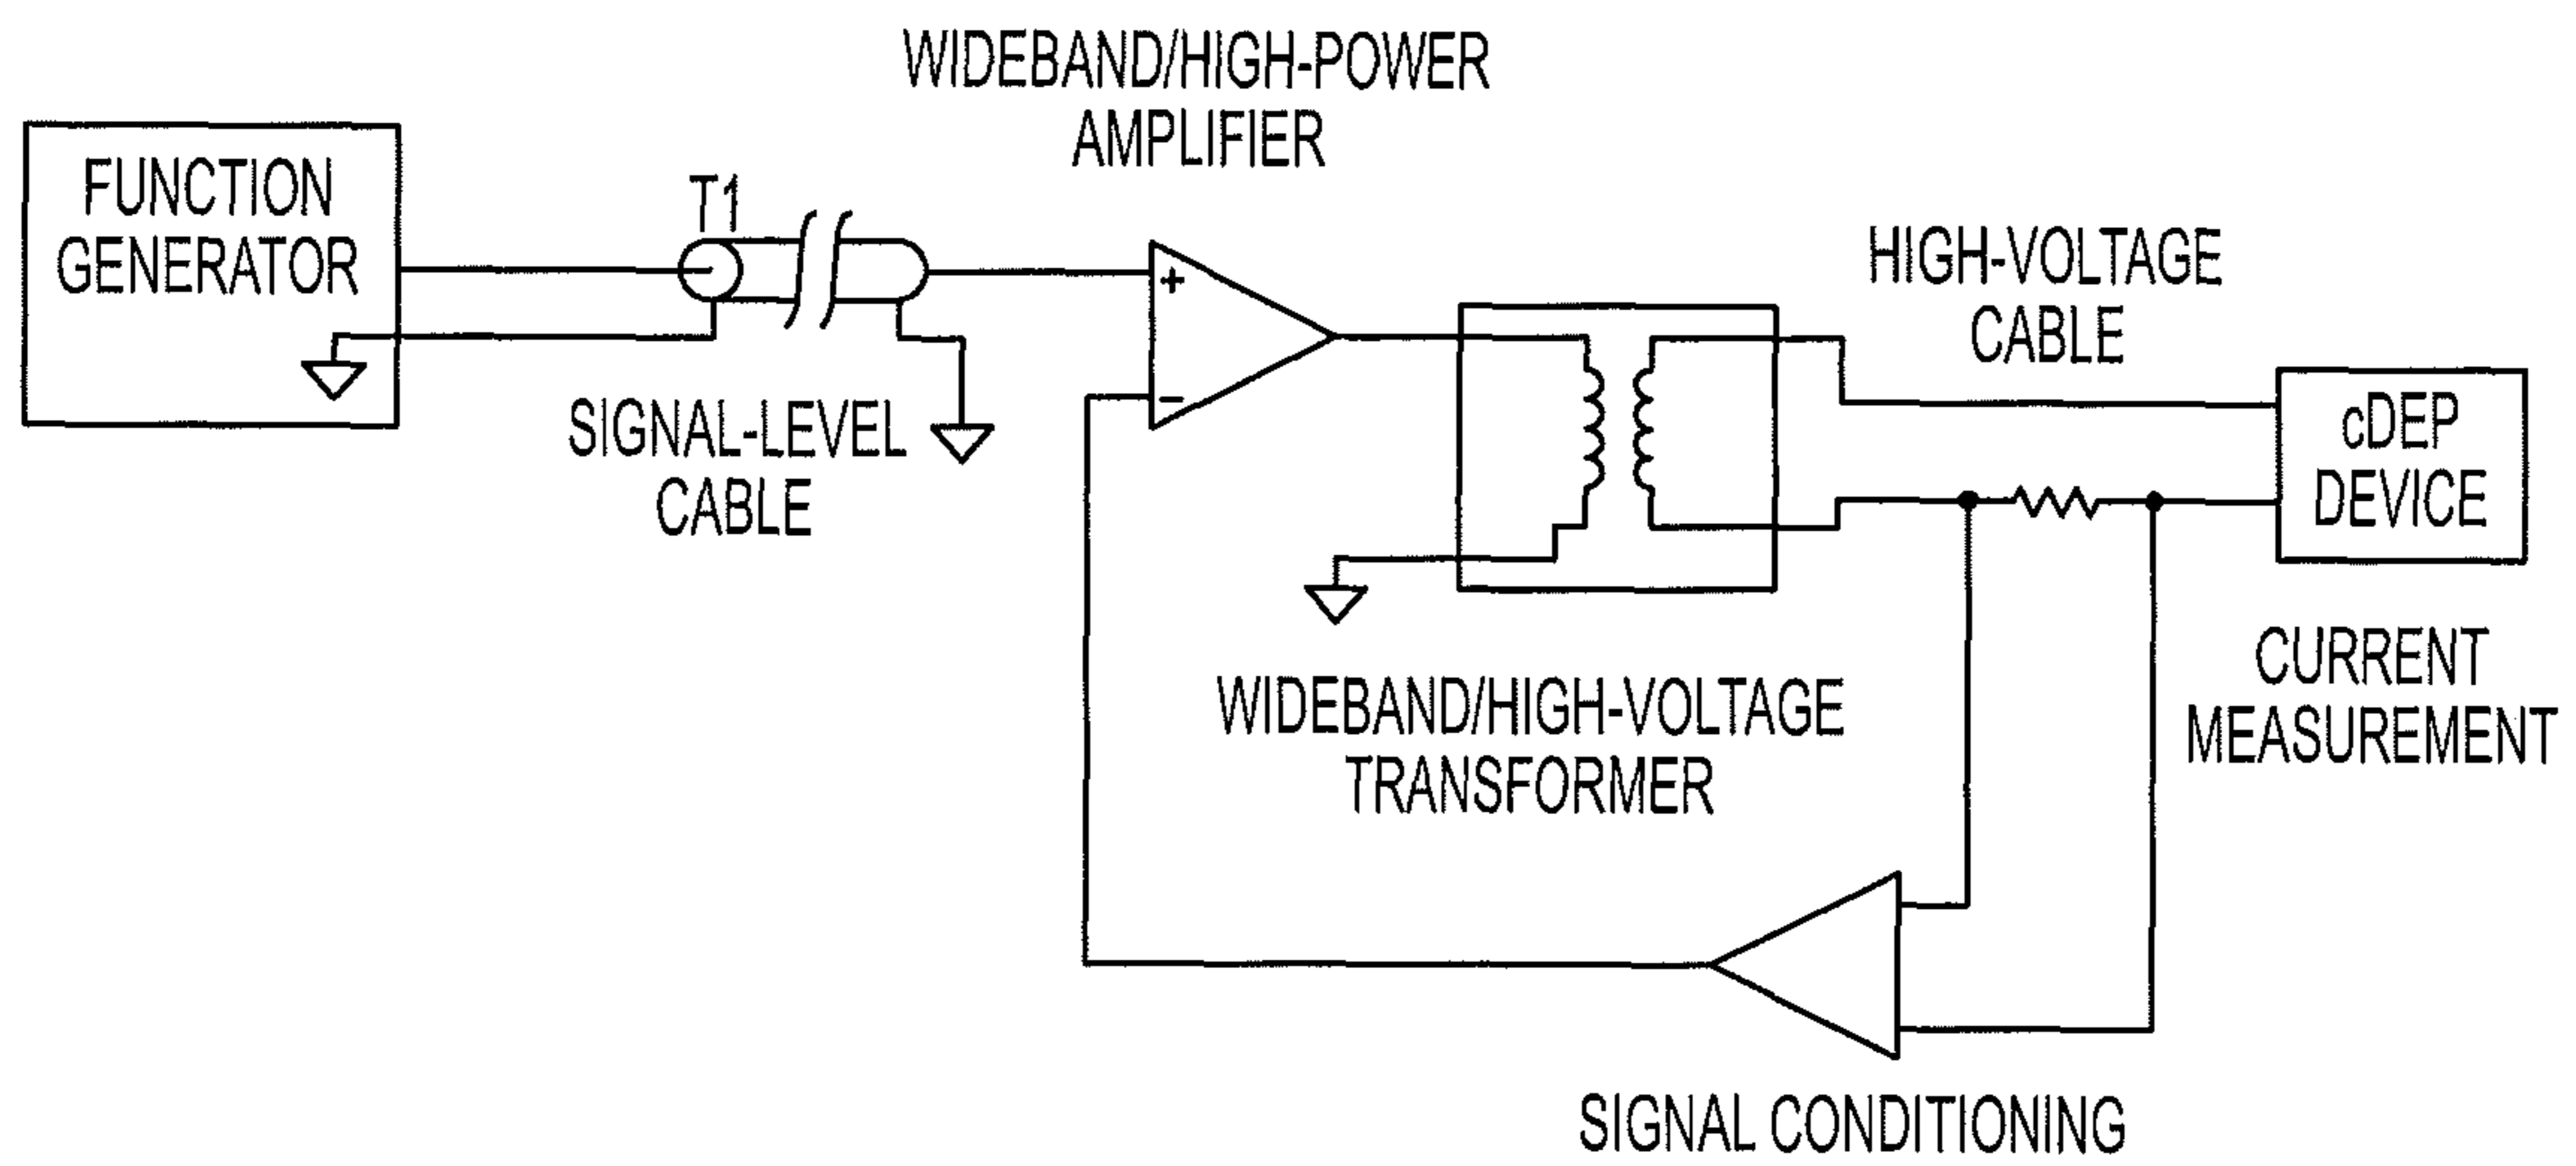 WIDEBAND/HIGH-POWER
AMPLIFIER
FUNCTION
GENERATOR
T1
SIGNAL-LEVEL
CABLE
+
−
HIGH-VOLTAGE
CABLE
cDEP
DEVICE
WIDEBAND/HIGH-VOLTAGE
TRANSFORMER
CURRENT
MEASUREMENT
SIGNAL CONDITIONING